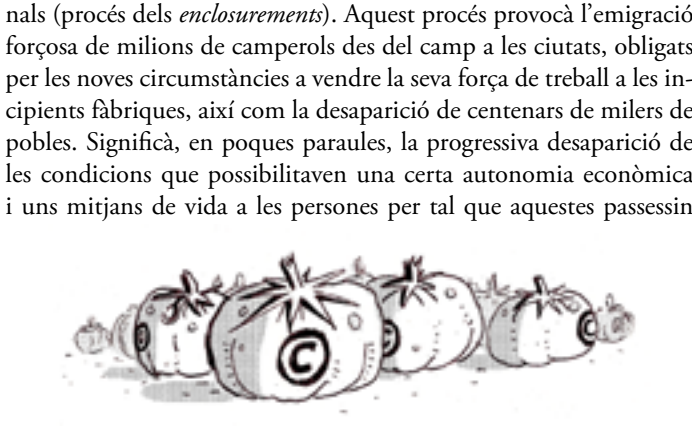 nals (procés dels enclosurements). Aquest procés provocà l'emigració
forçosa de milions de camperols des del camp a les ciutats, obligats
per les noves circumstàncies a vendre la seva força de treball a les in-
cipients fàbriques, així com la desaparició de centenars de milers de
pobles. Significà, en poques paraules, la progressiva desaparició de
les condicions que possibilitaven una certa autonomia econòmica
i uns mitjans de vida a les persones per tal que aquestes passessin
C
C
C